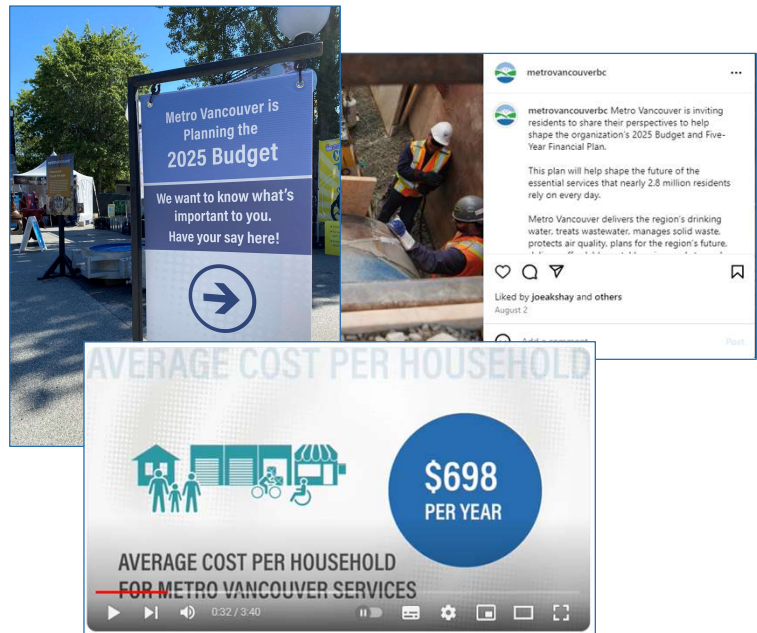 Metro Vancouver is
Planning the
2025 Budget
We want to know what's
important to you.
Have your say here!
metrovancouverbc
metrovancouverbc Metro Vancouver is inviting
residents to share their perspectives to help
shape the organization's 2025 Budget and Five-
Year Financial Plan.
This plan will help shape the future of the
essential services that nearly 2.8 million residents
rely on every day.
Metro Vancouver delivers the region's drinking
water, treats wastewater, manages solid waste,
protects air quality, plans for the region's future,
Liked by joeakshay and others
August 2
Add a comment
Post
AVERAGE COST PER HOUSEHOLD
$698
PER YEAR
AVERAGE COST PER HOUSEHOLD
FOR METRO VANCOUVER SERVICES
0:32 / 3:40